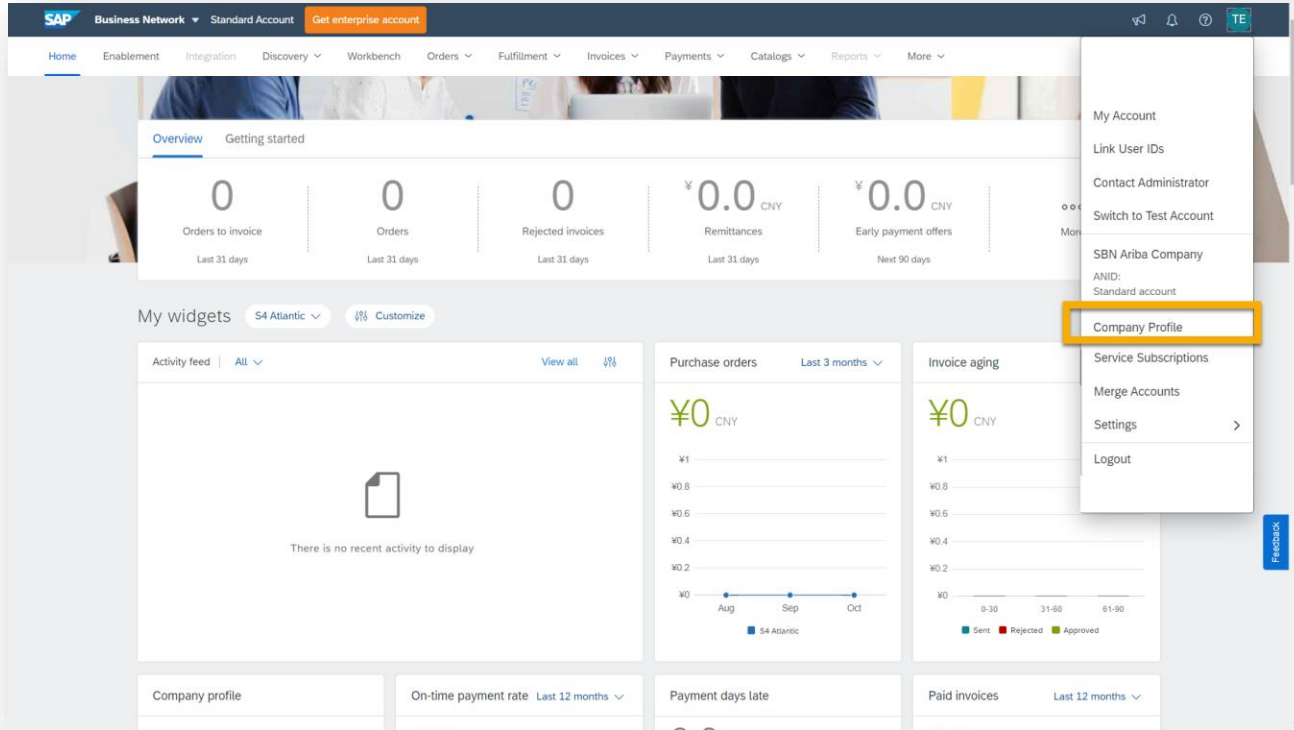 SAP Business Network Standard Account Get enterprise account TE
Home Enablement Integration Discovery Workbench Orders Fulfillment Invoices Payments Catalogs Reports More
Overview Getting started
0 0 0 ¥0.0 CNY ¥0.0 CNY
Orders to invoice Orders Rejected invoices Remittances Early payment offers
Last 31 days Last 31 days Last 31 days Last 31 days Next 90 days
My Account
Link User IDs
Contact Administrator
Switch to Test Account
SBN Ariba Company
ANID:
Standard account
Company Profile
Service Subscriptions
Merge Accounts
Settings
Logout
My widgets S4 Atlantic Customize
Activity feed All View all
There is no recent activity to display
Purchase orders Last 3 months
¥0 CNY
¥1
¥0.8
¥0.6
¥0.4
¥0.2
¥0
Aug Sep Oct
S4 Atlantic
Invoice aging
¥0 CNY
¥1
¥0.8
¥0.6
¥0.4
¥0.2
¥0
0-30 31-60 61-90
Sent Rejected Approved
Feedback
Company profile
On-time payment rate Last 12 months
Payment days late
Paid invoices Last 12 months